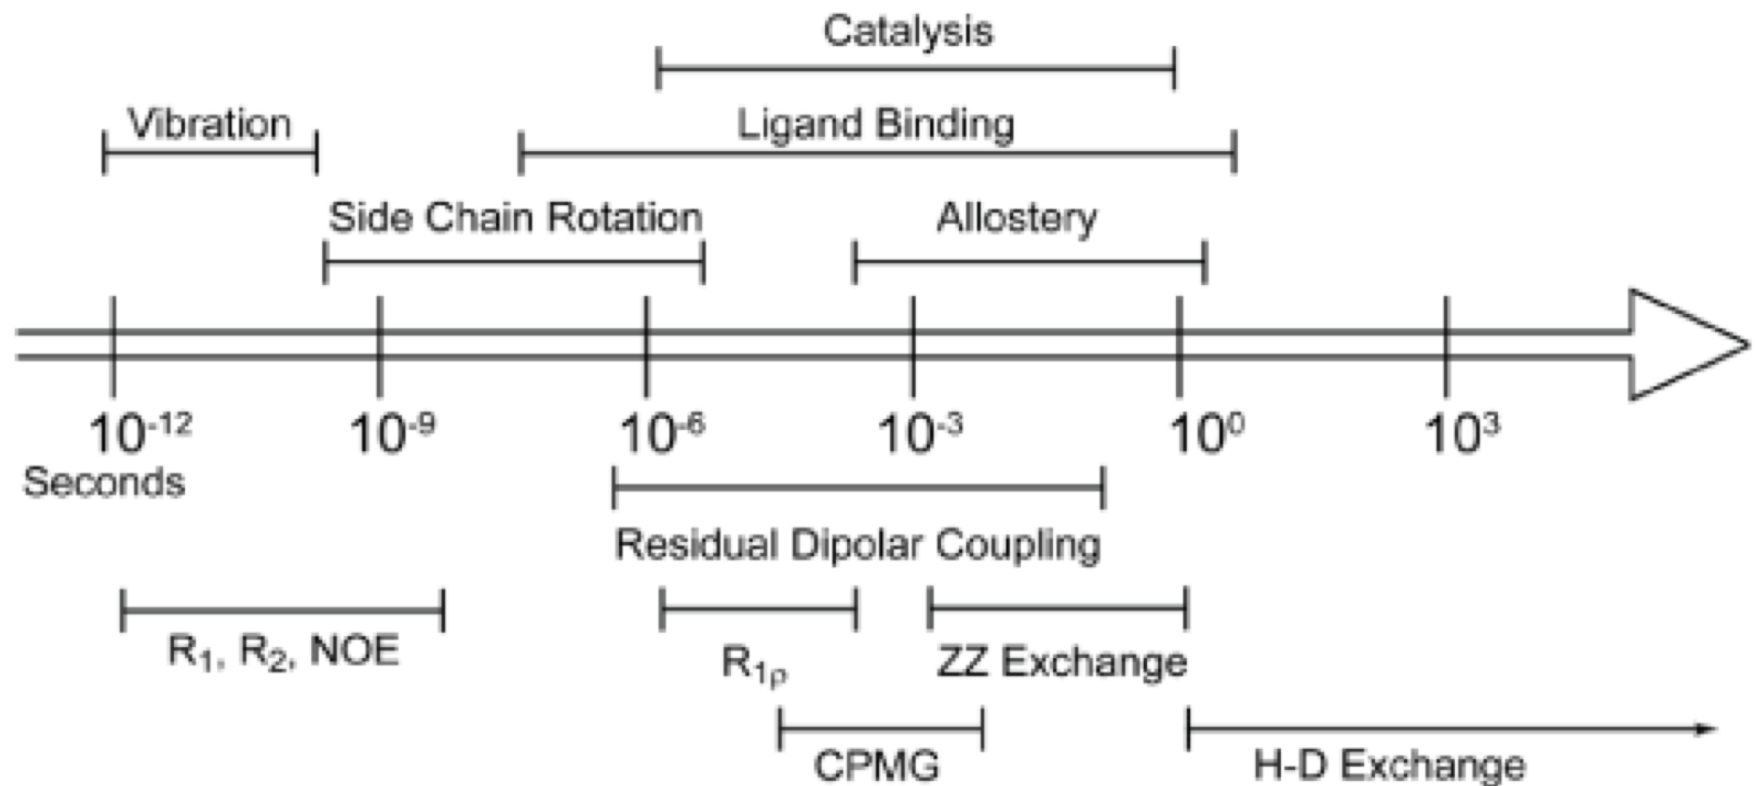 Catalysis
Vibration
Ligand Binding
Side Chain Rotation
Allostery
10⁻¹² 10⁻⁹ 10⁻⁶ 10⁻³ 10⁰ 10³
Seconds
Residual Dipolar Coupling
R₁, R₂, NOE
R₁ᵨ
ZZ Exchange
CPMG
H-D Exchange